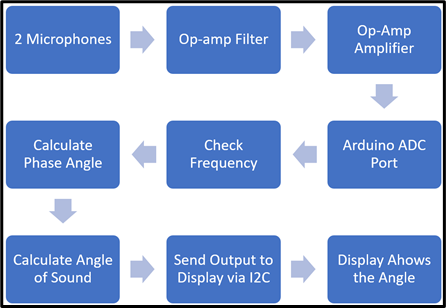 2 Microphones
Op-amp Filter
Op-Amp
Amplifier
Arduino ADC
Port
Check
Frequency
Calculate
Phase Angle
Calculate Angle
of Sound
Send Output to
Display via I2C
Display Ahows
the Angle